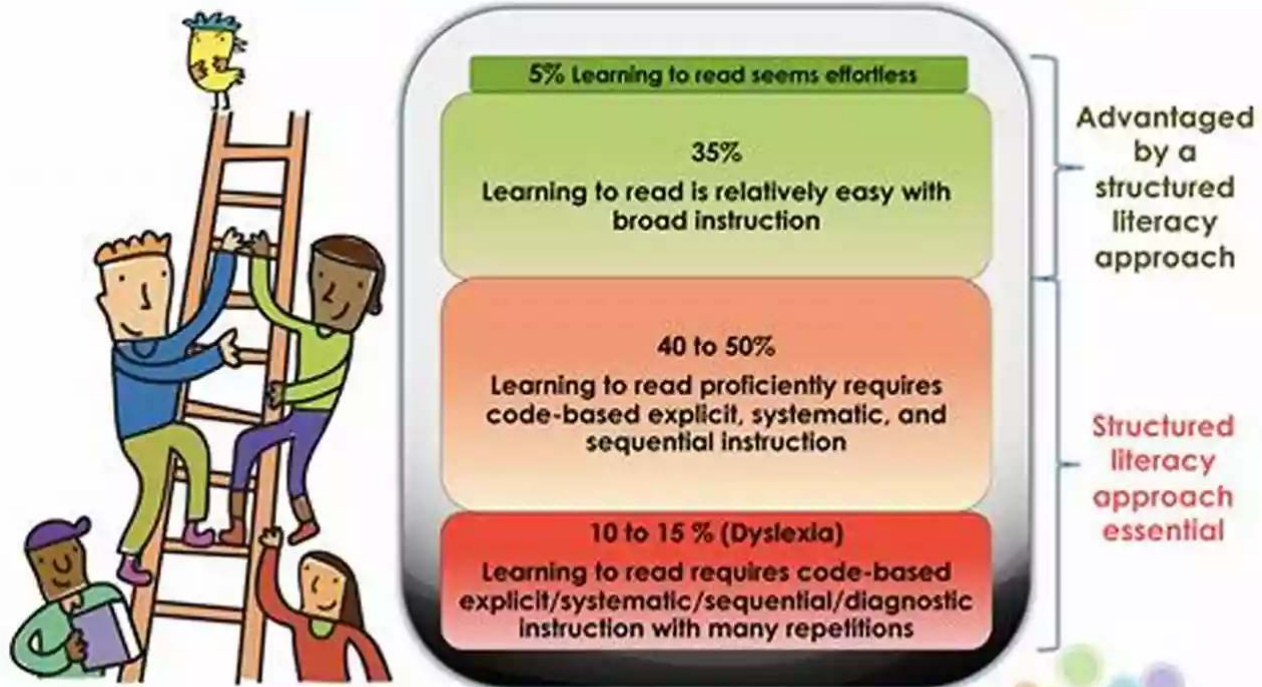 5% Learning to read seems effortless
35%
Learning to read is relatively easy with
broad instruction
40 to 50%
Learning to read proficiently requires
code-based explicit, systematic, and
sequential instruction
10 to 15 % (Dyslexia)
Learning to read requires code-based
explicit/systematic/sequential/diagnostic
instruction with many repetitions
Advantaged
by a
structured
literacy
approach
Structured
literacy
approach
essential